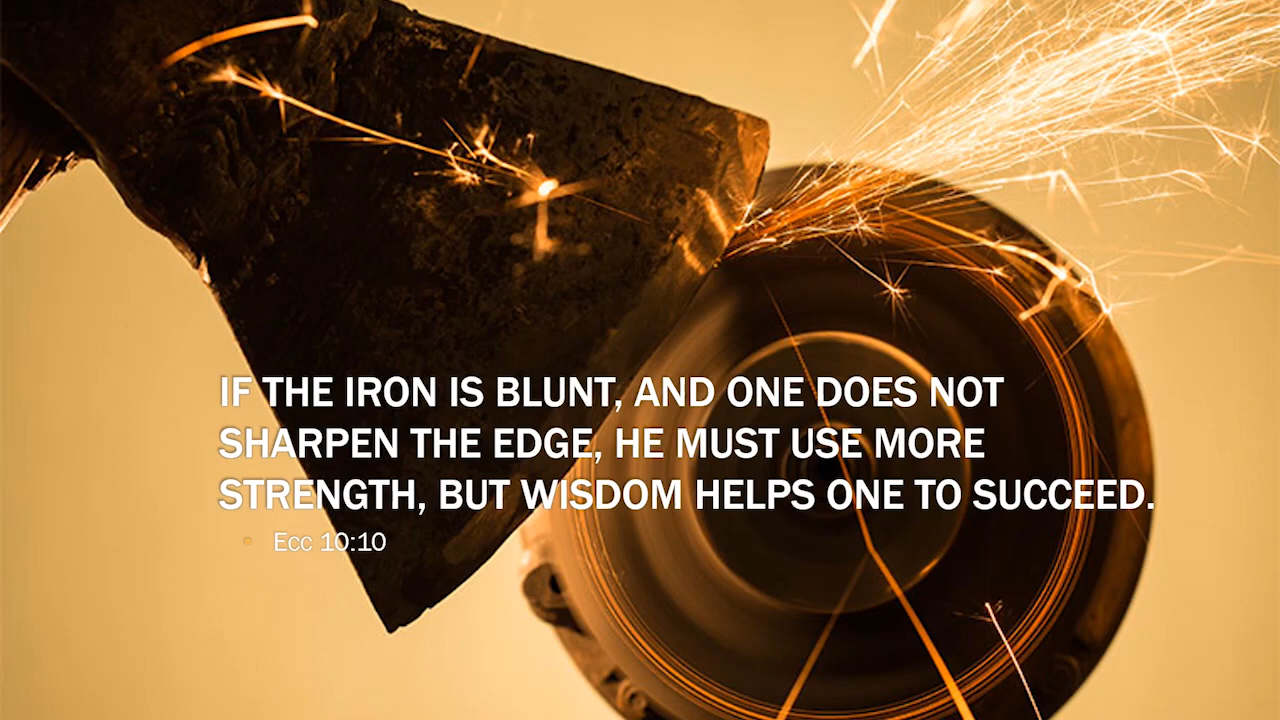 IF THE IRON IS BLUNT, AND ONE DOES NOT
SHARPEN THE EDGE, HE MUST USE MORE
STRENGTH, BUT WISDOM HELPS ONE TO SUCCEED.
• Ecc 10:10